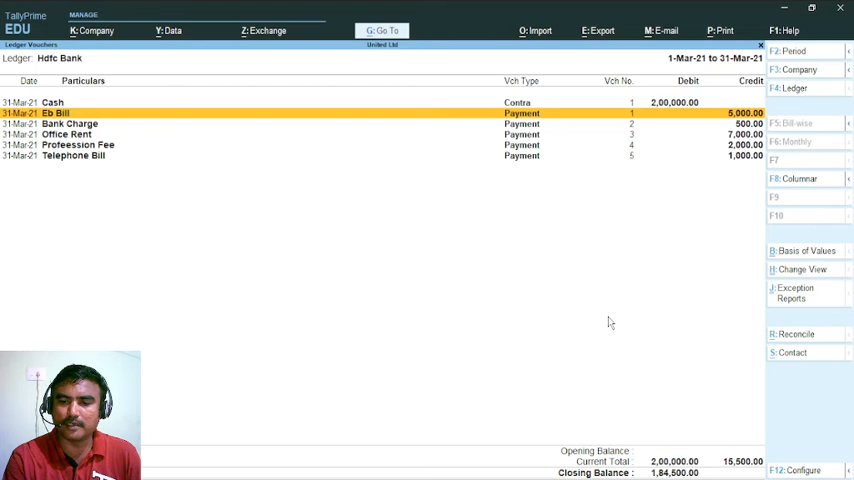 TallyPrime
EDU
MANAGE
K: Company Y: Data Z: Exchange G: Go To O: Import E: Export M: E-mail P: Print F1: Help
Ledger Vouchers United Ltd
Ledger: Hdfc Bank 1-Mar-21 to 31-Mar-21
Date Particulars Vch Type Vch No. Debit Credit
31-Mar-21 Cash Contra 1 2,00,000.00
31-Mar-21 Eb Bill Payment 1 5,000.00
31-Mar-21 Bank Charge Payment 2 500.00
31-Mar-21 Office Rent Payment 3 7,000.00
31-Mar-21 Profeession Fee Payment 4 2,000.00
31-Mar-21 Telephone Bill Payment 5 1,000.00
Opening Balance :
Current Total : 2,00,000.00 15,500.00
Closing Balance : 1,84,500.00
F2: Period
F3: Company
F4: Ledger
F5: Bill-wise
F6: Monthly
F7
F8: Columnar
F9
F10
B: Basis of Values
H: Change View
J: Exception
Reports
R: Reconcile
S: Contact
F12: Configure